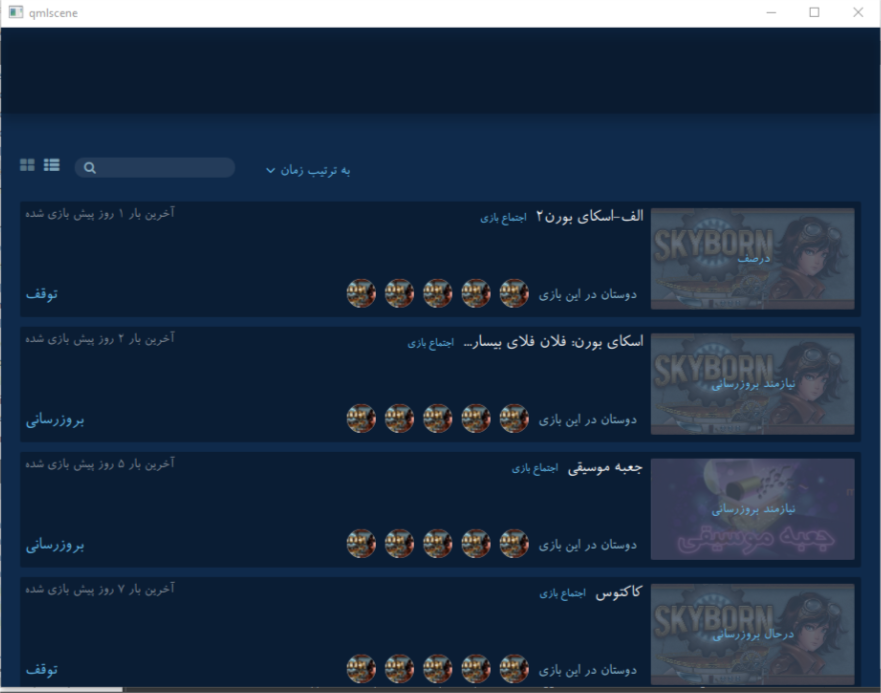 qmlscene
به ترتیب زمان
SKYBORN
درصف
الف-اسکای بورن۲ اجتماع بازی
آخرین بار ۱ روز پیش بازی شده
دوستان در این بازی
توقف
SKYBORN
نیازمند بروزرسانی
اسکای بورن: فلان فلای بیسار... اجتماع بازی
آخرین بار ۲ روز پیش بازی شده
دوستان در این بازی
بروزرسانی
نیازمند بروزرسانی
جعبه موسیقی
جعبه موسیقی اجتماع بازی
آخرین بار ۵ روز پیش بازی شده
دوستان در این بازی
بروزرسانی
SKYBORN
درحال بروزرسانی
کاکتوس اجتماع بازی
آخرین بار ۷ روز پیش بازی شده
دوستان در این بازی
توقف